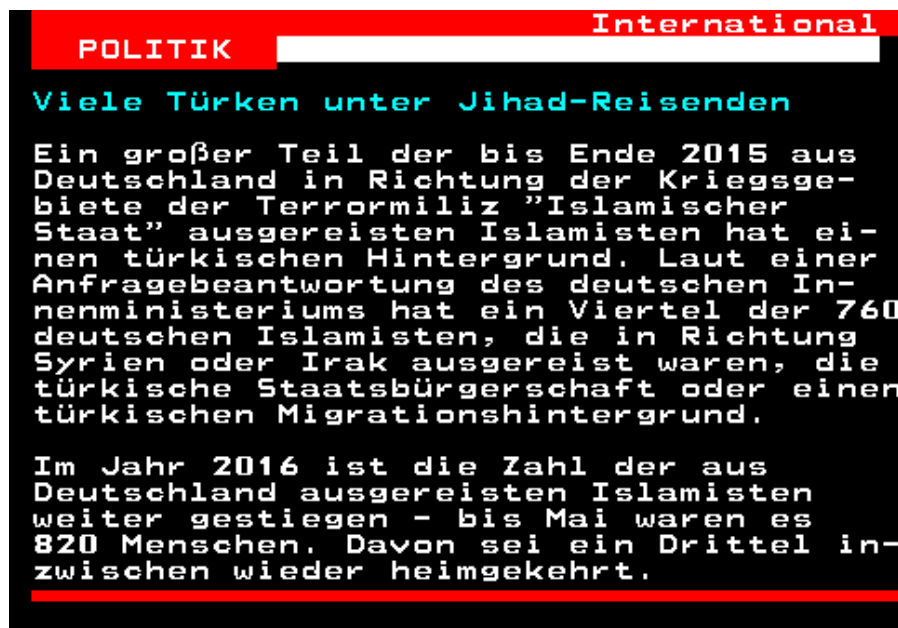 International
POLITIK
Viele Türken unter Jihad-Reisenden
Ein großer Teil der bis Ende 2015 aus
Deutschland in Richtung der Kriegsge-
biete der Terrormiliz "Islamischer
Staat" ausgereisten Islamisten hat ei-
nen türkischen Hintergrund. Laut einer
Anfragebeantwortung des deutschen In-
nenministeriums hat ein Viertel der 760
deutschen Islamisten, die in Richtung
Syrien oder Irak ausgereist waren, die
türkische Staatsbürgerschaft oder einen
türkischen Migrationshintergrund.
Im Jahr 2016 ist die Zahl der aus
Deutschland ausgereisten Islamisten
weiter gestiegen - bis Mai waren es
820 Menschen. Davon sei ein Drittel in-
zwischen wieder heimgekehrt.